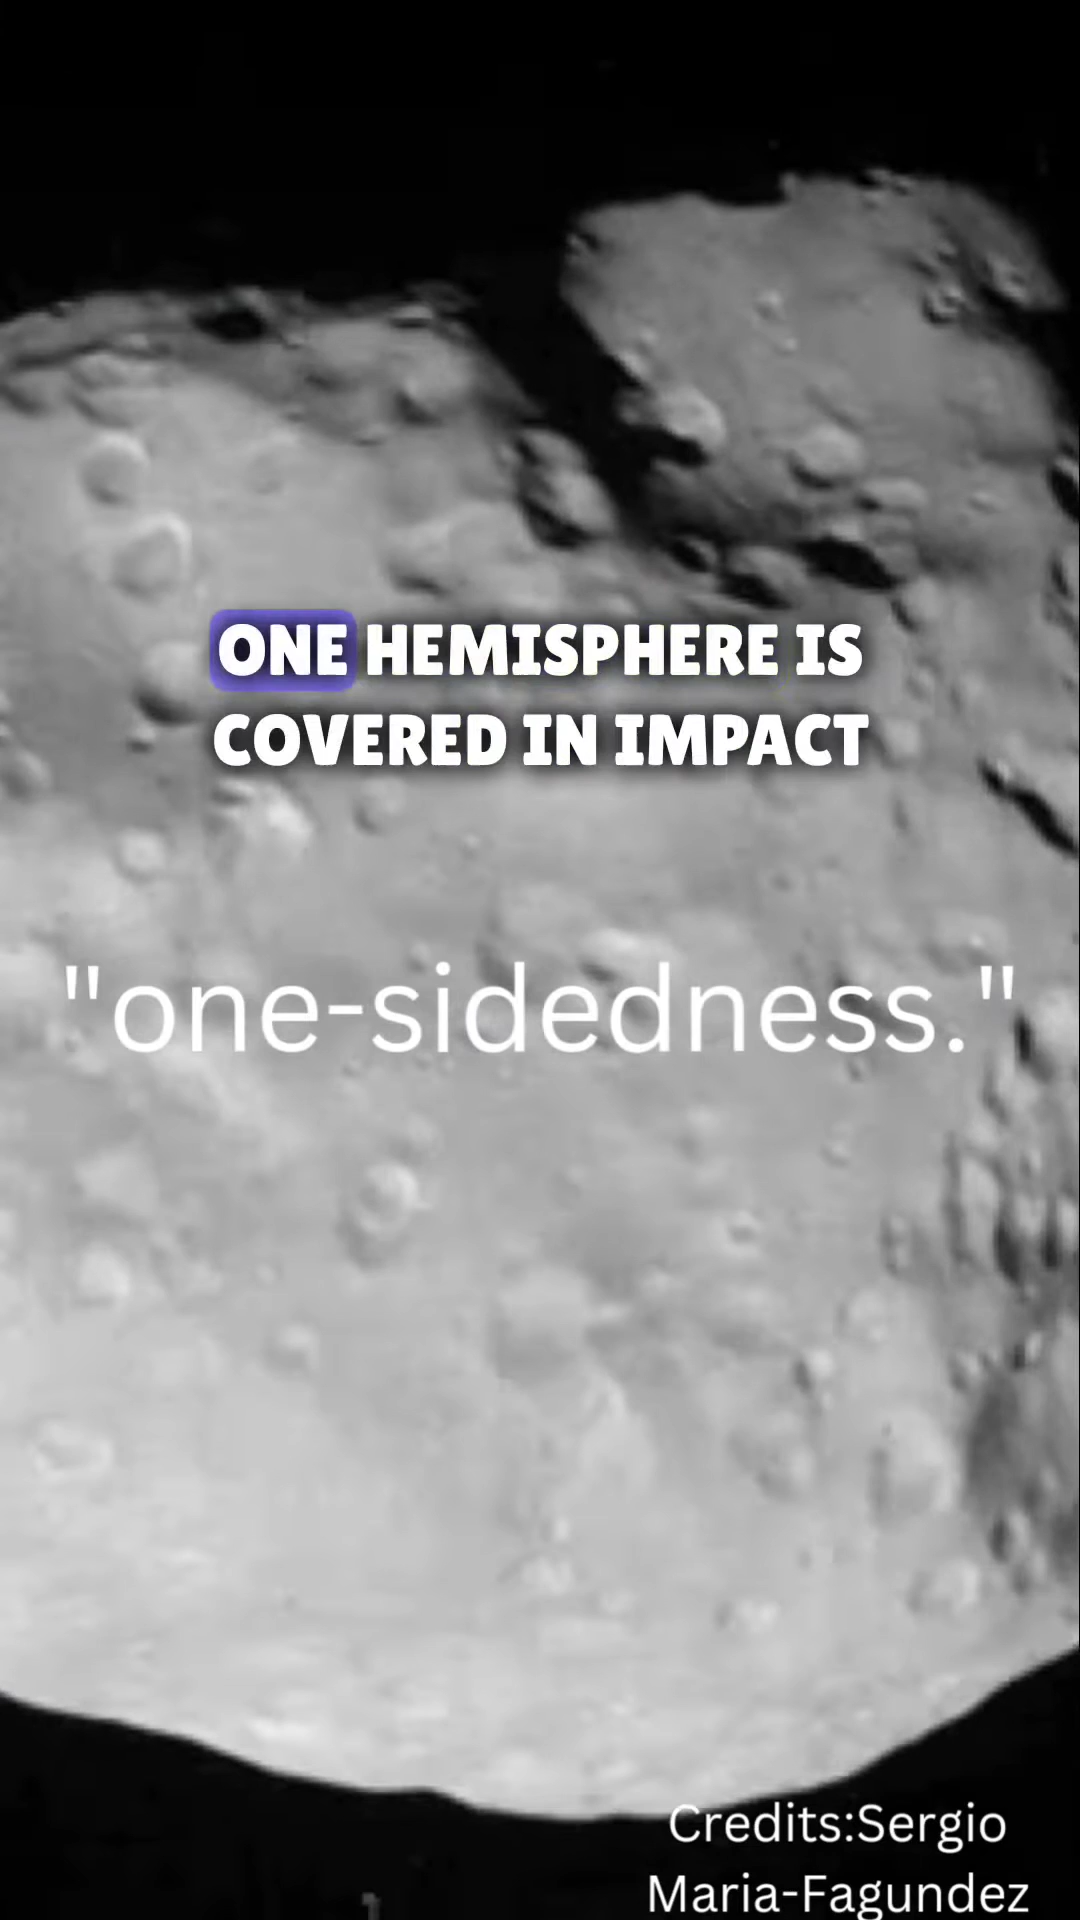 ONE HEMISPHERE IS
COVERED IN IMPACT
"one-sidedness."
Credits:Sergio
Maria-Fagundez